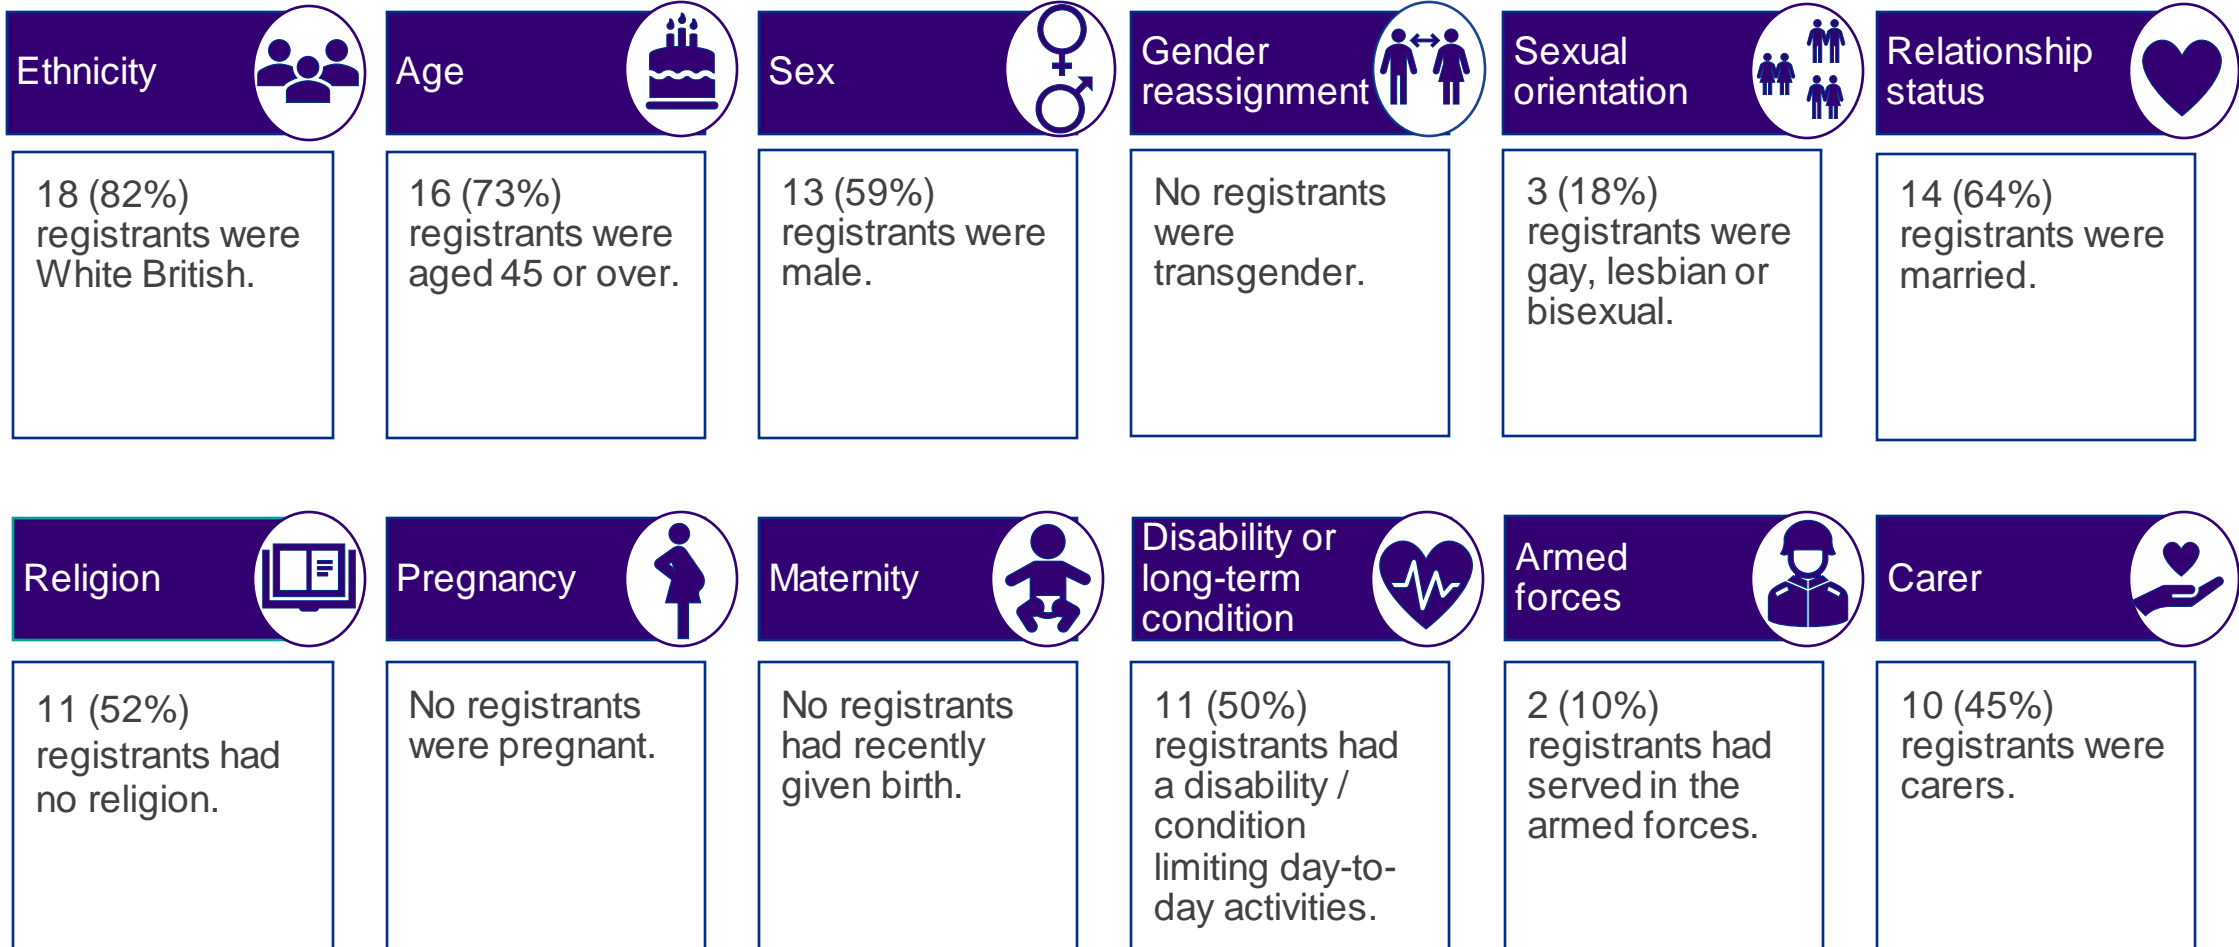 Ethnicity
18 (82%)
registrants were
White British.
Age
16 (73%)
registrants were
aged 45 or over.
Sex
13 (59%)
registrants were
male.
Gender
reassignment
No registrants
were
transgender.
Sexual
orientation
3 (18%)
registrants were
gay, lesbian or
bisexual.
Relationship
status
14 (64%)
registrants were
married.
Religion
11 (52%)
registrants had
no religion.
Pregnancy
No registrants
were pregnant.
Maternity
No registrants
had recently
given birth.
Disability or
long-term
condition
11 (50%)
registrants had
a disability /
condition
limiting day-to-
day activities.
Armed
forces
2 (10%)
registrants had
served in the
armed forces.
Carer
10 (45%)
registrants were
carers.